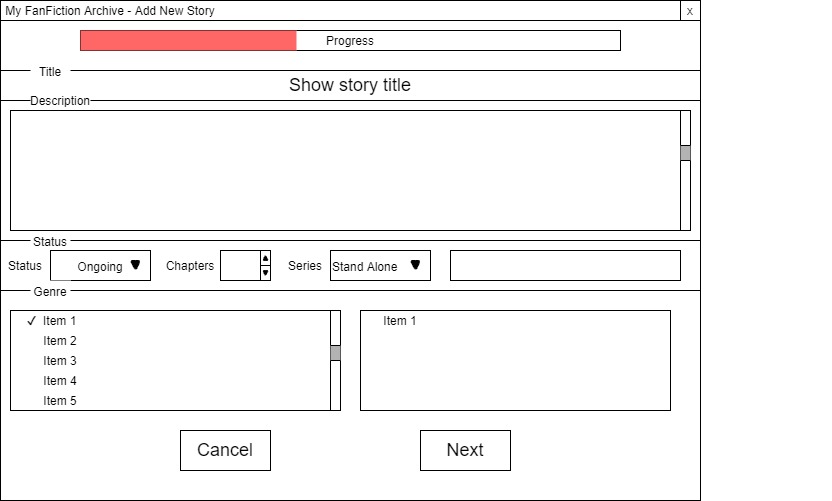 My FanFiction Archive - Add New Story x
Progress
Title
Show story title
Description
Status
Status Ongoing Chapters Series Stand Alone
Genre
✓ Item 1 Item 1
Item 2
Item 3
Item 4
Item 5
Cancel Next